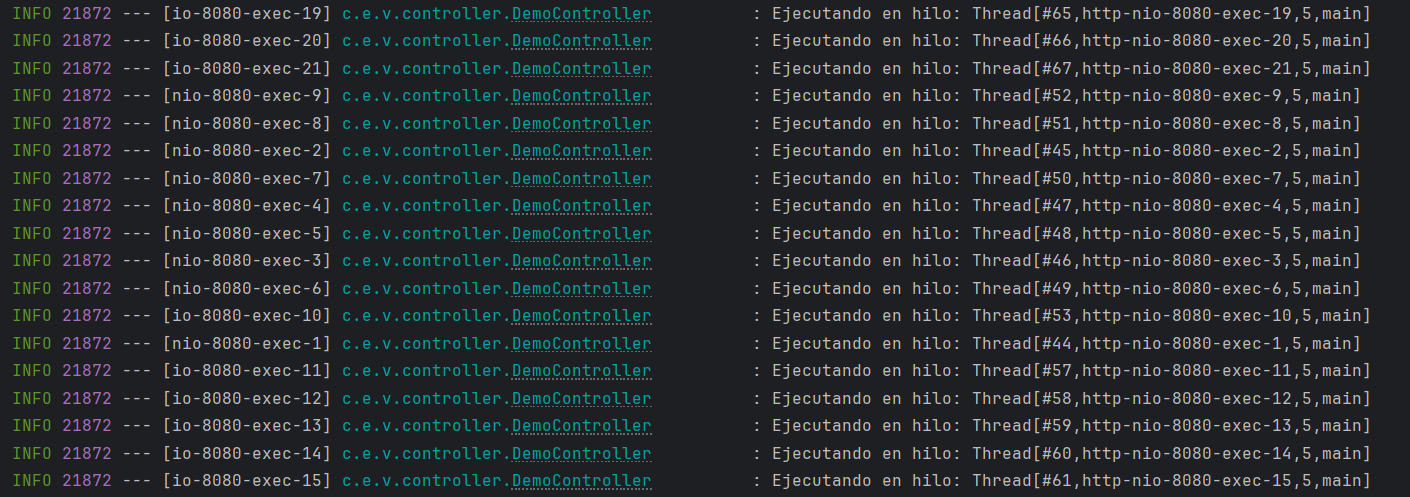 INFO 21872 --- [io-8080-exec-19] c.e.v.controller.DemoController : Ejecutando en hilo: Thread[#65,http-nio-8080-exec-19,5,main]
INFO 21872 --- [io-8080-exec-20] c.e.v.controller.DemoController : Ejecutando en hilo: Thread[#66,http-nio-8080-exec-20,5,main]
INFO 21872 --- [io-8080-exec-21] c.e.v.controller.DemoController : Ejecutando en hilo: Thread[#67,http-nio-8080-exec-21,5,main]
INFO 21872 --- [nio-8080-exec-9] c.e.v.controller.DemoController : Ejecutando en hilo: Thread[#52,http-nio-8080-exec-9,5,main]
INFO 21872 --- [nio-8080-exec-8] c.e.v.controller.DemoController : Ejecutando en hilo: Thread[#51,http-nio-8080-exec-8,5,main]
INFO 21872 --- [nio-8080-exec-2] c.e.v.controller.DemoController : Ejecutando en hilo: Thread[#45,http-nio-8080-exec-2,5,main]
INFO 21872 --- [nio-8080-exec-7] c.e.v.controller.DemoController : Ejecutando en hilo: Thread[#50,http-nio-8080-exec-7,5,main]
INFO 21872 --- [nio-8080-exec-4] c.e.v.controller.DemoController : Ejecutando en hilo: Thread[#47,http-nio-8080-exec-4,5,main]
INFO 21872 --- [nio-8080-exec-5] c.e.v.controller.DemoController : Ejecutando en hilo: Thread[#48,http-nio-8080-exec-5,5,main]
INFO 21872 --- [nio-8080-exec-3] c.e.v.controller.DemoController : Ejecutando en hilo: Thread[#46,http-nio-8080-exec-3,5,main]
INFO 21872 --- [nio-8080-exec-6] c.e.v.controller.DemoController : Ejecutando en hilo: Thread[#49,http-nio-8080-exec-6,5,main]
INFO 21872 --- [io-8080-exec-10] c.e.v.controller.DemoController : Ejecutando en hilo: Thread[#53,http-nio-8080-exec-10,5,main]
INFO 21872 --- [nio-8080-exec-1] c.e.v.controller.DemoController : Ejecutando en hilo: Thread[#44,http-nio-8080-exec-1,5,main]
INFO 21872 --- [io-8080-exec-11] c.e.v.controller.DemoController : Ejecutando en hilo: Thread[#57,http-nio-8080-exec-11,5,main]
INFO 21872 --- [io-8080-exec-12] c.e.v.controller.DemoController : Ejecutando en hilo: Thread[#58,http-nio-8080-exec-12,5,main]
INFO 21872 --- [io-8080-exec-13] c.e.v.controller.DemoController : Ejecutando en hilo: Thread[#59,http-nio-8080-exec-13,5,main]
INFO 21872 --- [io-8080-exec-14] c.e.v.controller.DemoController : Ejecutando en hilo: Thread[#60,http-nio-8080-exec-14,5,main]
INFO 21872 --- [io-8080-exec-15] c.e.v.controller.DemoController : Ejecutando en hilo: Thread[#61,http-nio-8080-exec-15,5,main]